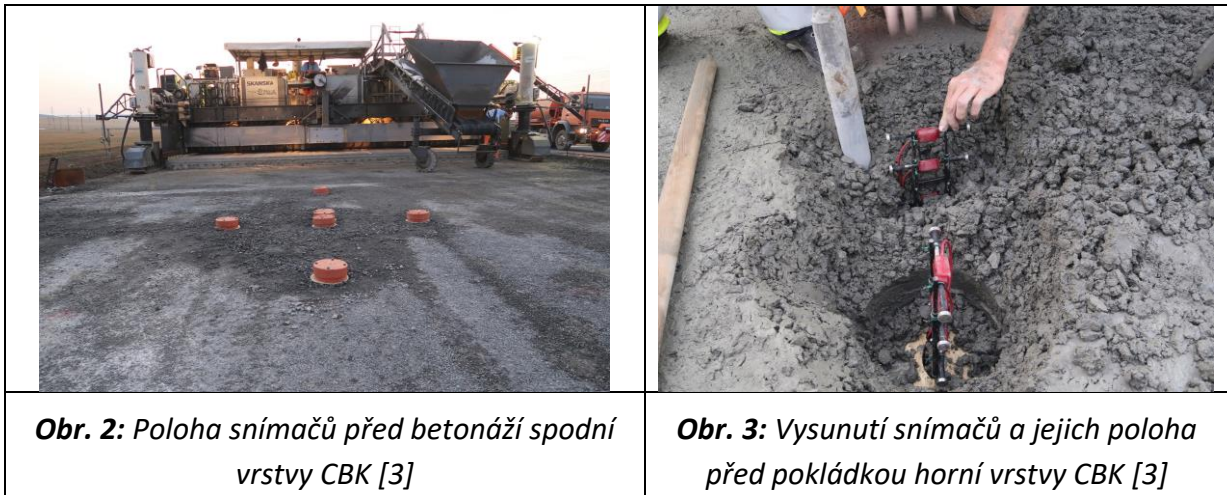 SKANSKA
Obr. 2: Poloha snímačů před betonáží spodní
vrstvy CBK [3]
Obr. 3: Vysunutí snímačů a jejich poloha
před pokládkou horní vrstvy CBK [3]